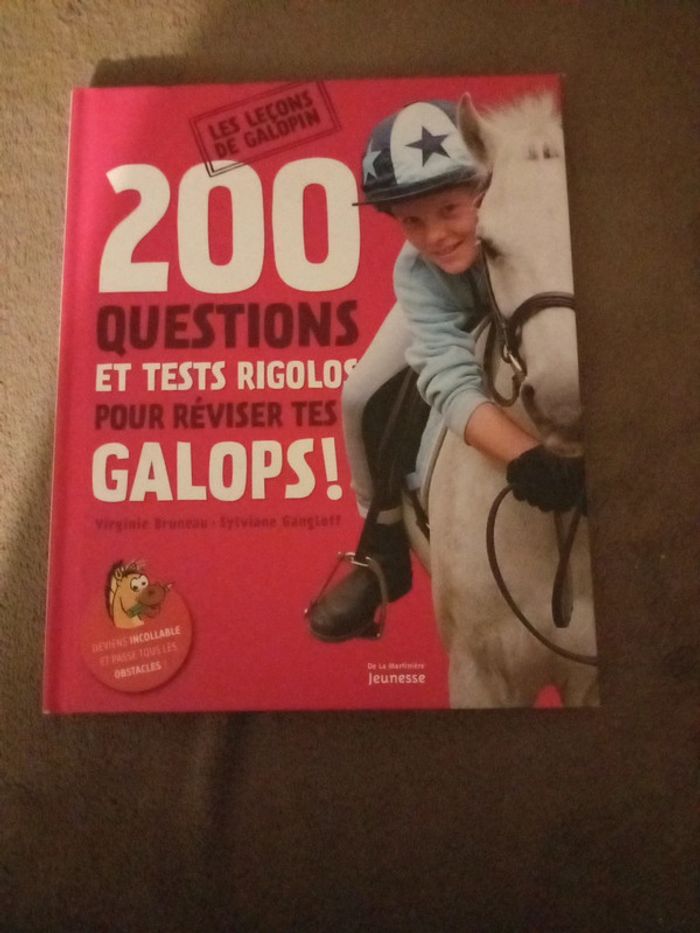 LES LEÇONS
DE GALOPIN
200
QUESTIONS
ET TESTS RIGOLOS
POUR RÉVISER TES
GALOPS!
Virginie Bruneau • Sylviane Gangloff
DEVIENS INCOLLABLE
ET PASSE TOUS LES
OBSTACLES !
De La Martinière
Jeunesse